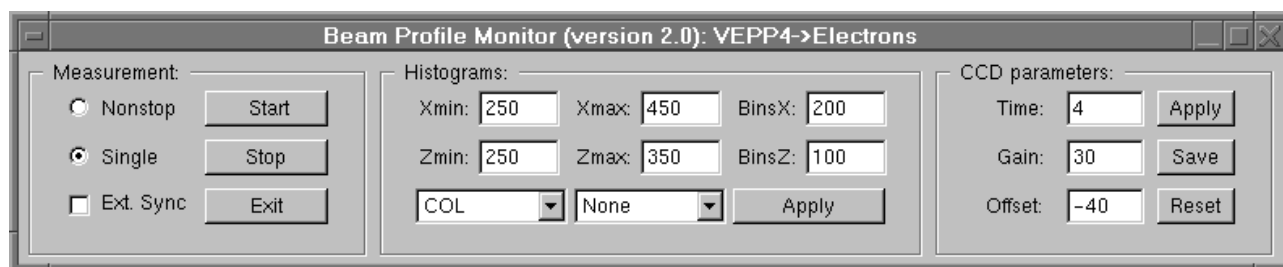 Beam Profile Monitor (version 2.0): VEPP4->Electrons
Measurement: Histograms: CCD parameters:
Nonstop Start Xmin: 250 Xmax: 450 BinsX: 200 Time: 4 Apply
Single Stop Zmin: 250 Zmax: 350 BinsZ: 100 Gain: 30 Save
Ext. Sync Exit COL None Apply Offset: -40 Reset